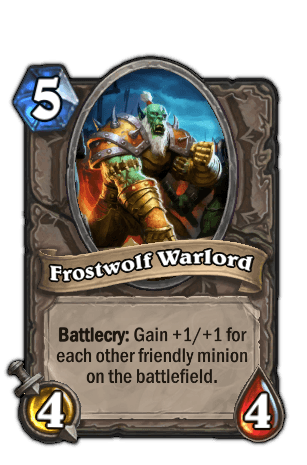 5
Frostwolf Warlord
Battlecry: Gain +1/+1 for
each other friendly minion
on the battlefield.
4 4